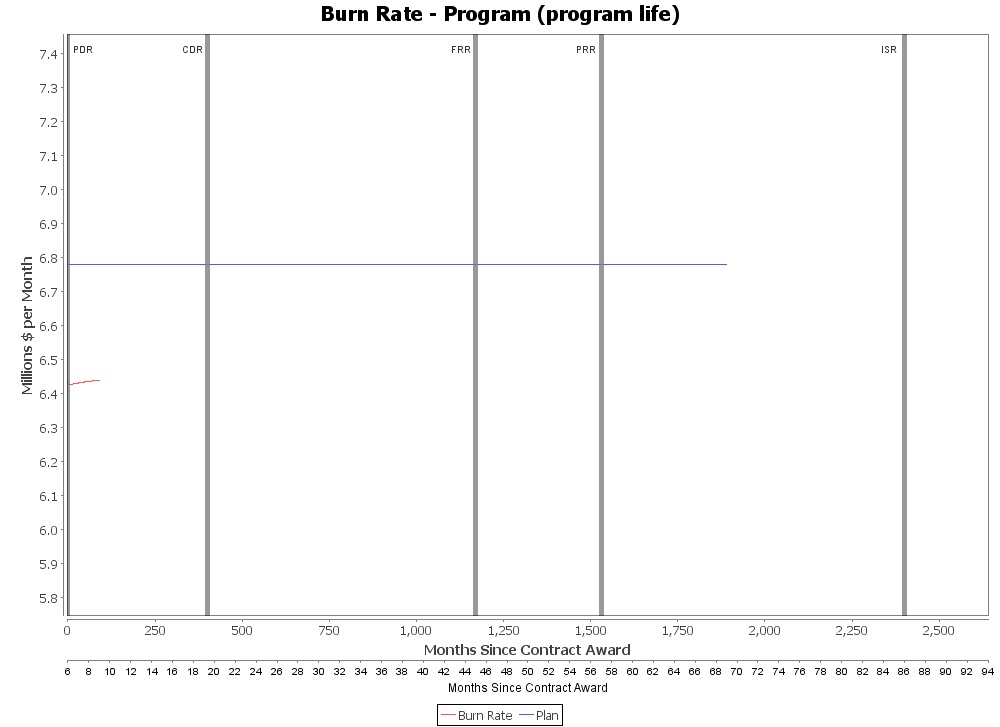 Burn Rate - Program (program life)
PDR CDR FRR PRR ISR
7.4
7.3
7.2
7.1
7.0
6.9
6.8
6.7
6.6
6.5
6.4
6.3
6.2
6.1
6.0
5.9
5.8
Millions $ per Month
0 250 500 750 1,000 1,250 1,500 1,750 2,000 2,250 2,500
Months Since Contract Award
6 8 10 12 14 16 18 20 22 24 26 28 30 32 34 36 38 40 42 44 46 48 50 52 54 56 58 60 62 64 66 68 70 72 74 76 78 80 82 84 86 88 90 92 94
Months Since Contract Award
Burn Rate Plan